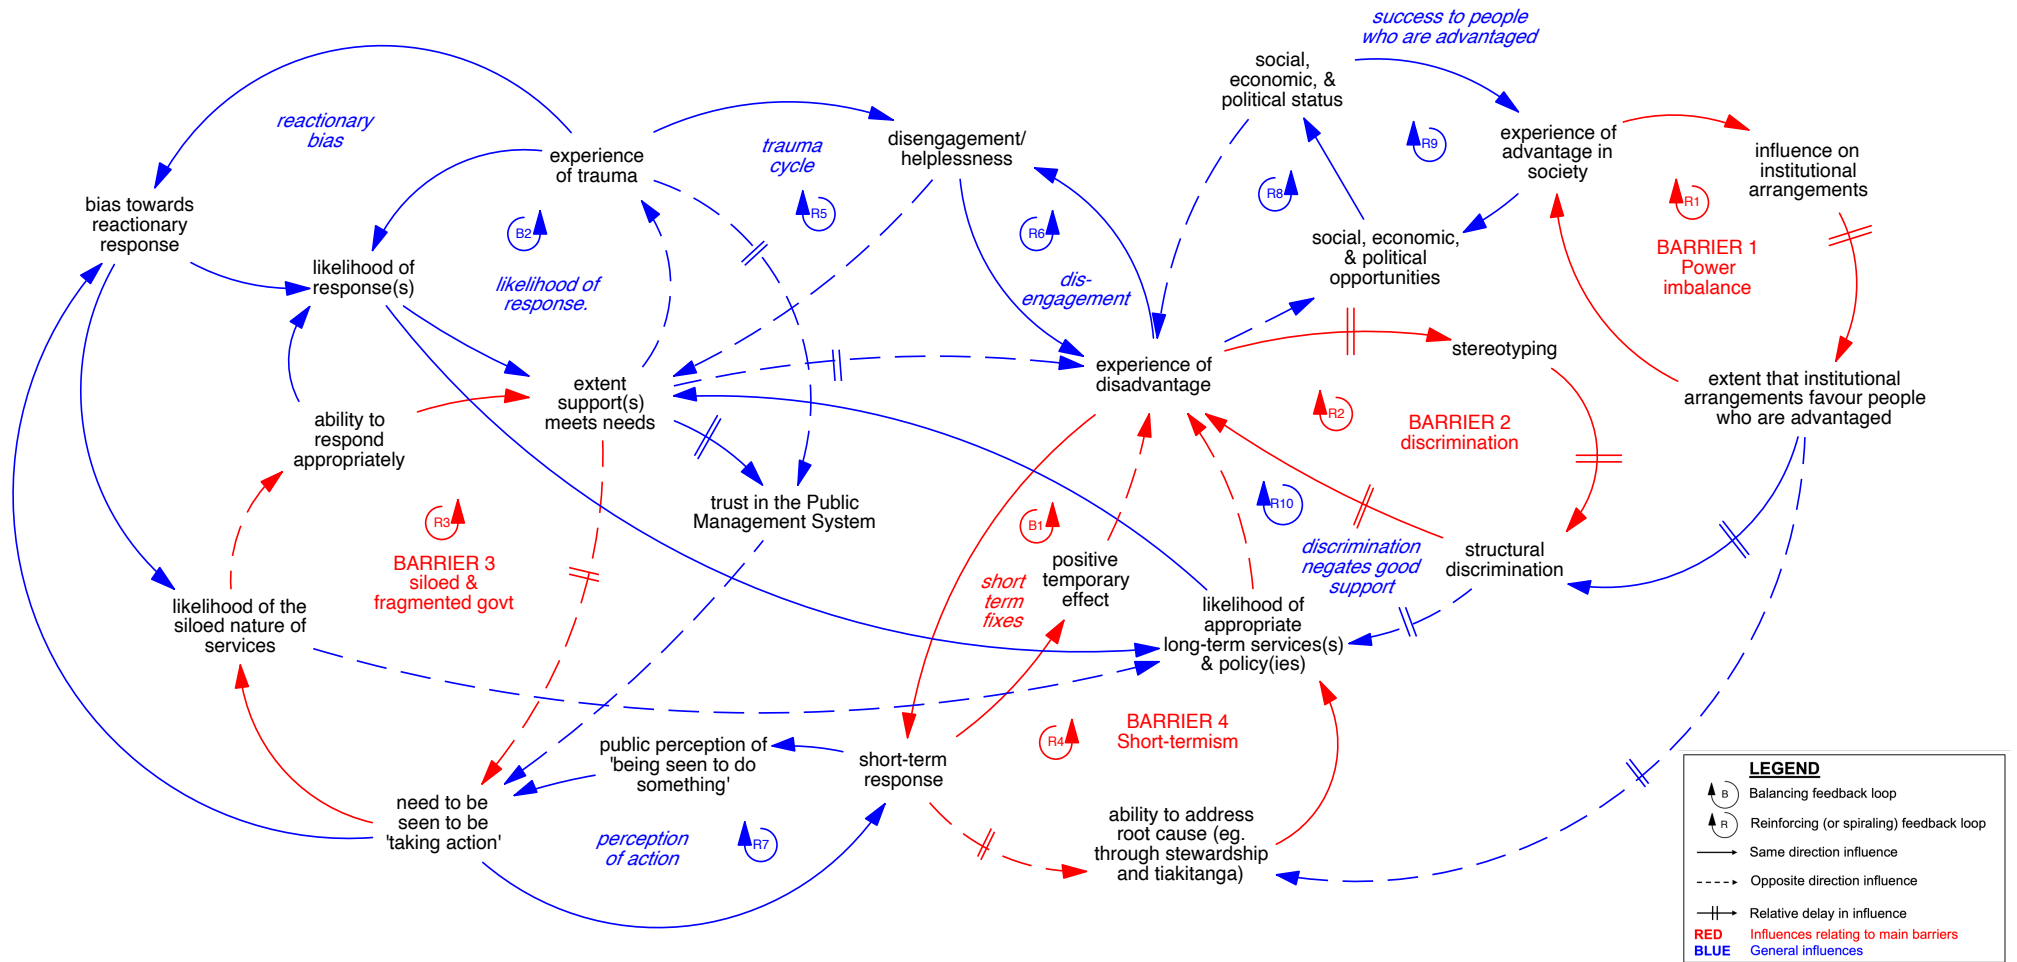 success to people
who are advantaged
social,
economic, &
political status
reactionary
bias
trauma
cycle
disengagement/
helplessness
experience of
advantage in
society
influence on
institutional
arrangements
experience
of trauma
R9
R8
R1
R5
R6
B2
bias towards
reactionary
response
likelihood of
response(s)
likelihood of
response.
dis-
engagement
social, economic,
& political
opportunities
BARRIER 1
Power
imbalance
stereotyping
experience of
disadvantage
extent
support(s)
meets needs
extent that institutional
arrangements favour people
who are advantaged
ability to
respond
appropriately
R2
BARRIER 2
discrimination
trust in the Public
Management System
R3
BARRIER 3
siloed &
fragmented govt
B1
R10
discrimination
negates good
support
structural
discrimination
positive
temporary
effect
short
term
fixes
likelihood of the
siloed nature of
services
likelihood of
appropriate
long-term services(s)
& policy(ies)
R4
BARRIER 4
Short-termism
public perception of
'being seen to do
something'
short-term
response
need to be
seen to be
'taking action'
perception
of action
R7
ability to address
root cause (eg.
through stewardship
and tiakitanga)
LEGEND
B Balancing feedback loop
R Reinforcing (or spiraling) feedback loop
Same direction influence
Opposite direction influence
Relative delay in influence
RED Influences relating to main barriers
BLUE General influences